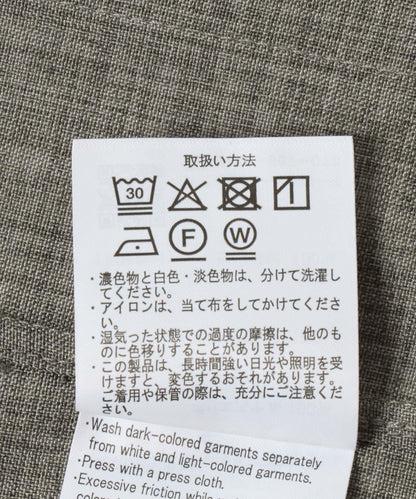 取扱い方法
30
F W
・濃色物と白色・淡色物は、分けて洗濯し
てください。
・アイロンは、当て布をしてかけてくださ
い。
・湿気った状態での過度の摩擦は、他のも
のに色移りすることがあります。
・この製品は、長時間強い日光や照明を受
けますと、変色するおそれがあります。
ご着用や保管の際は、充分にご注意くださ
い。
・Wash dark-colored garments separately
from white and light-colored garments.
・Press with a press cloth.
・Excessive friction while